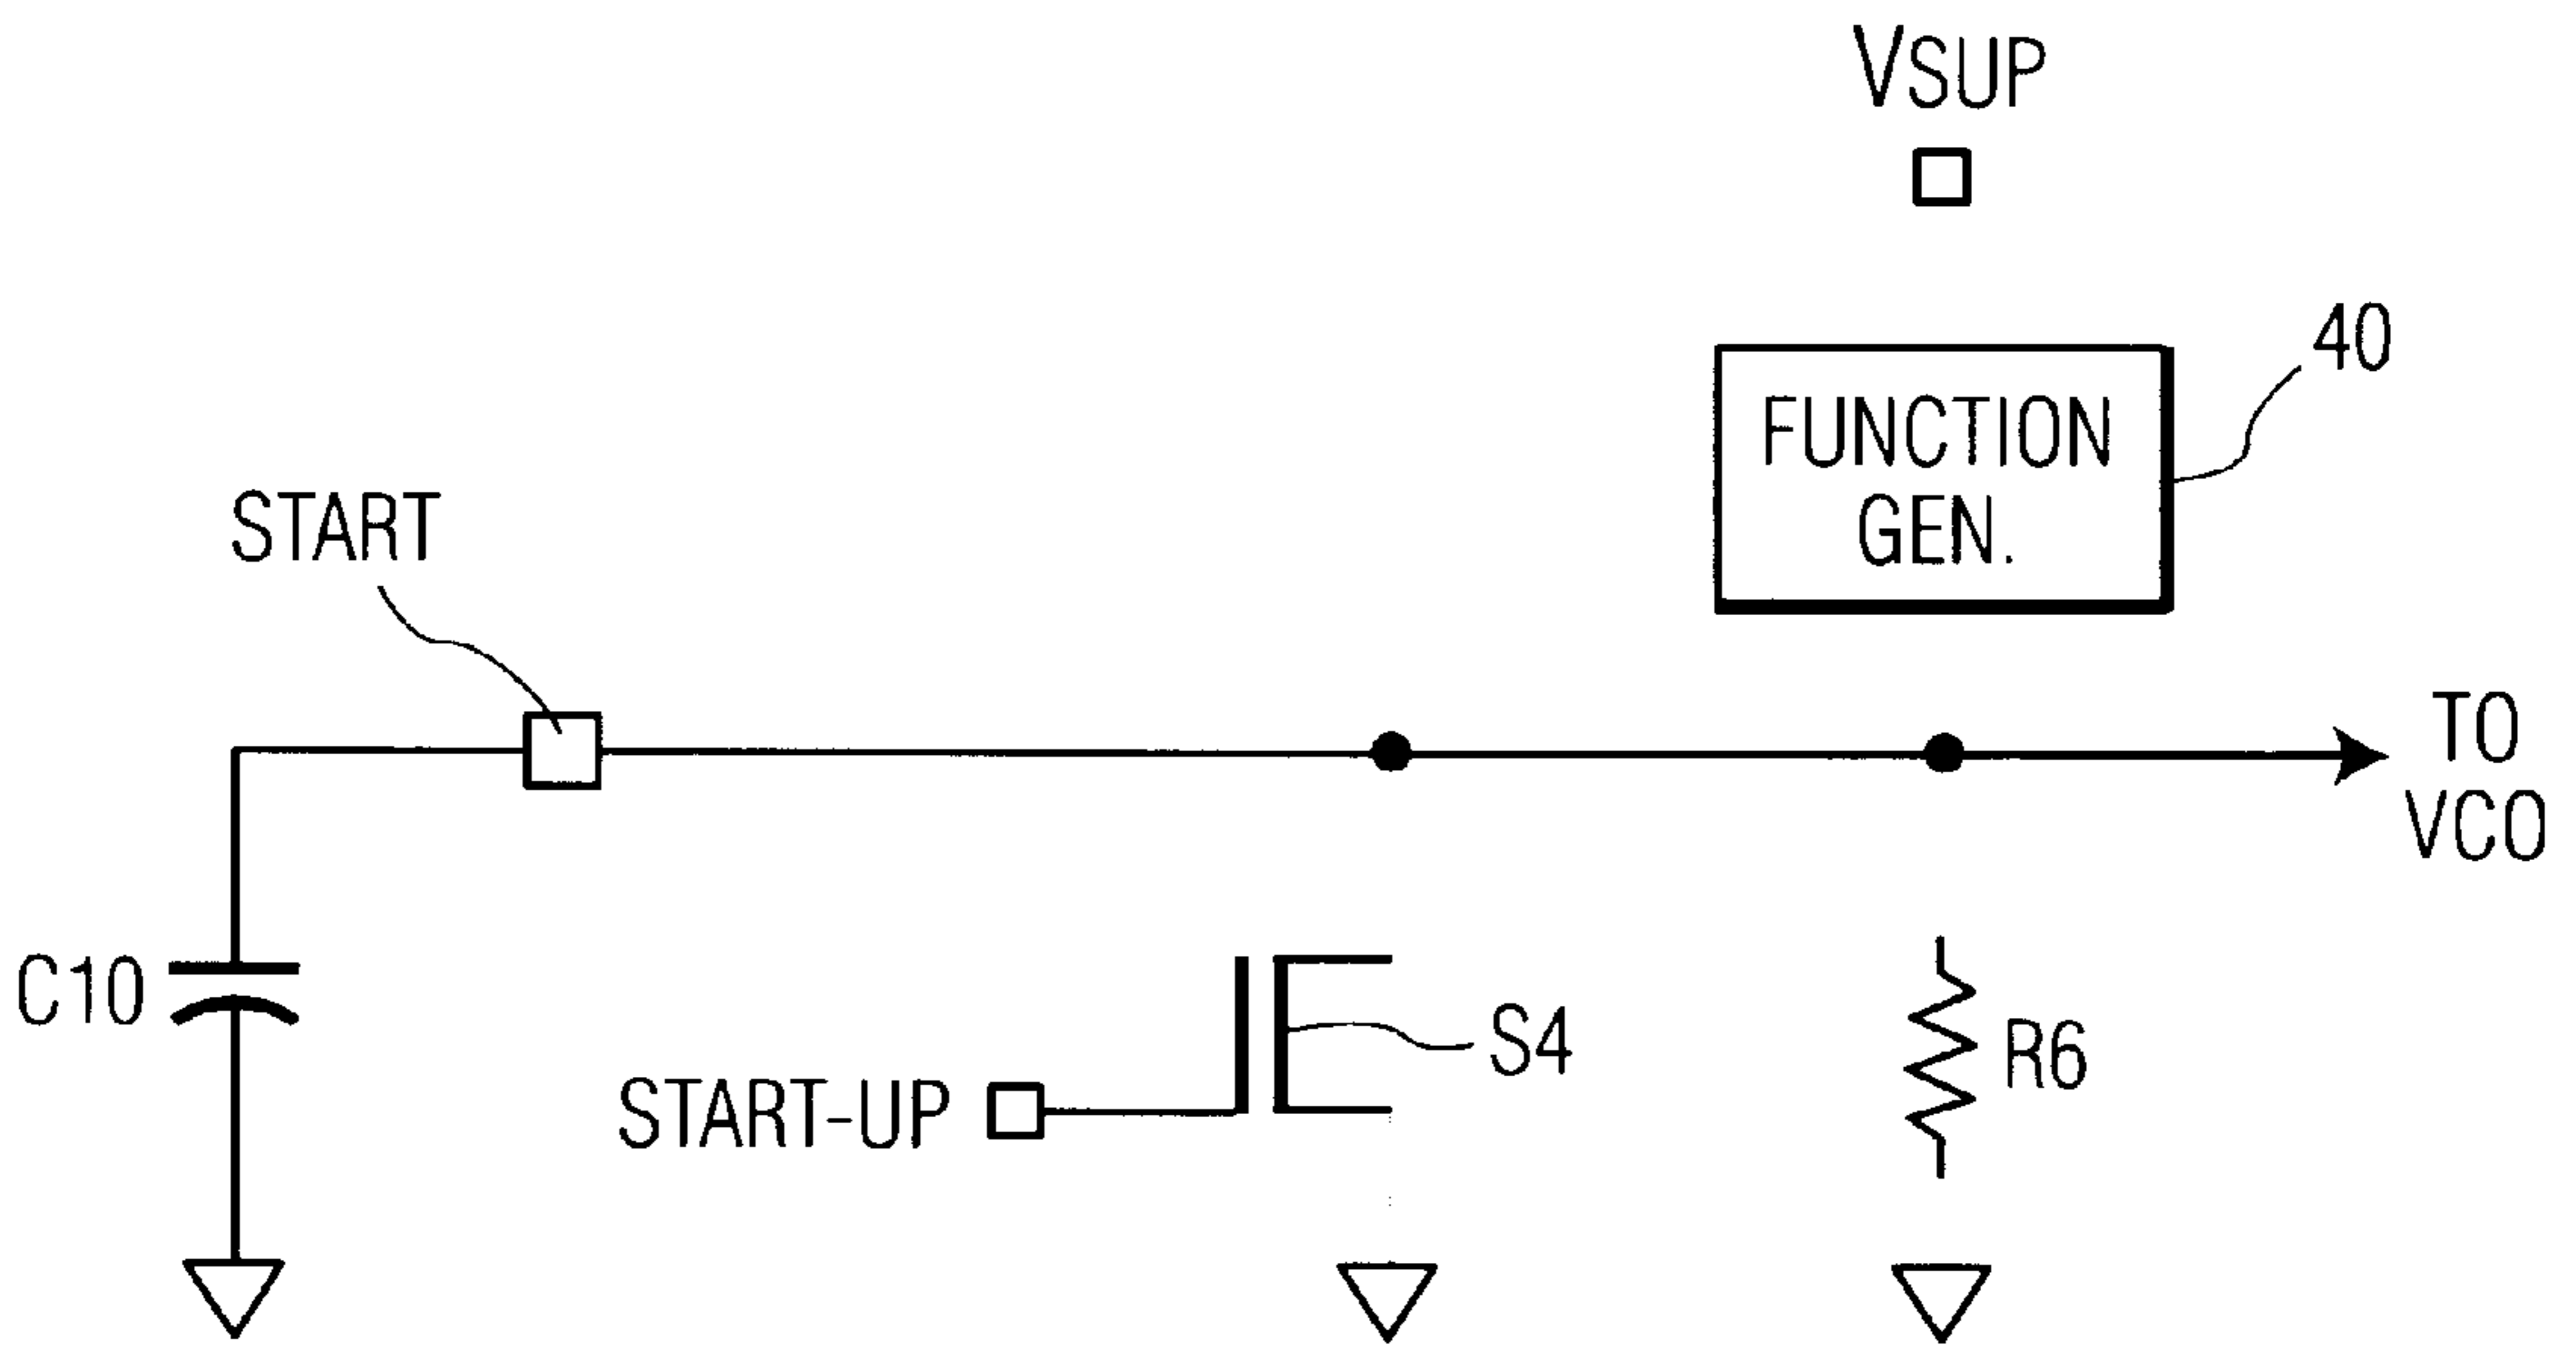 VSUP
40
FUNCTION
GEN.
START
TO
VCO
C10
S4
R6
START-UP